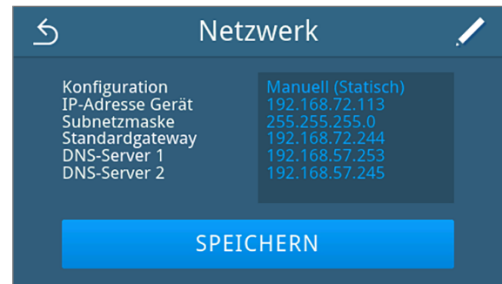 Netzwerk
Konfiguration Manuell (Statisch)
IP-Adresse Gerät 192.168.72.113
Subnetzmaske 255.255.255.0
Standardgateway 192.168.72.244
DNS-Server 1 192.168.57.253
DNS-Server 2 192.168.57.245
SPEICHERN